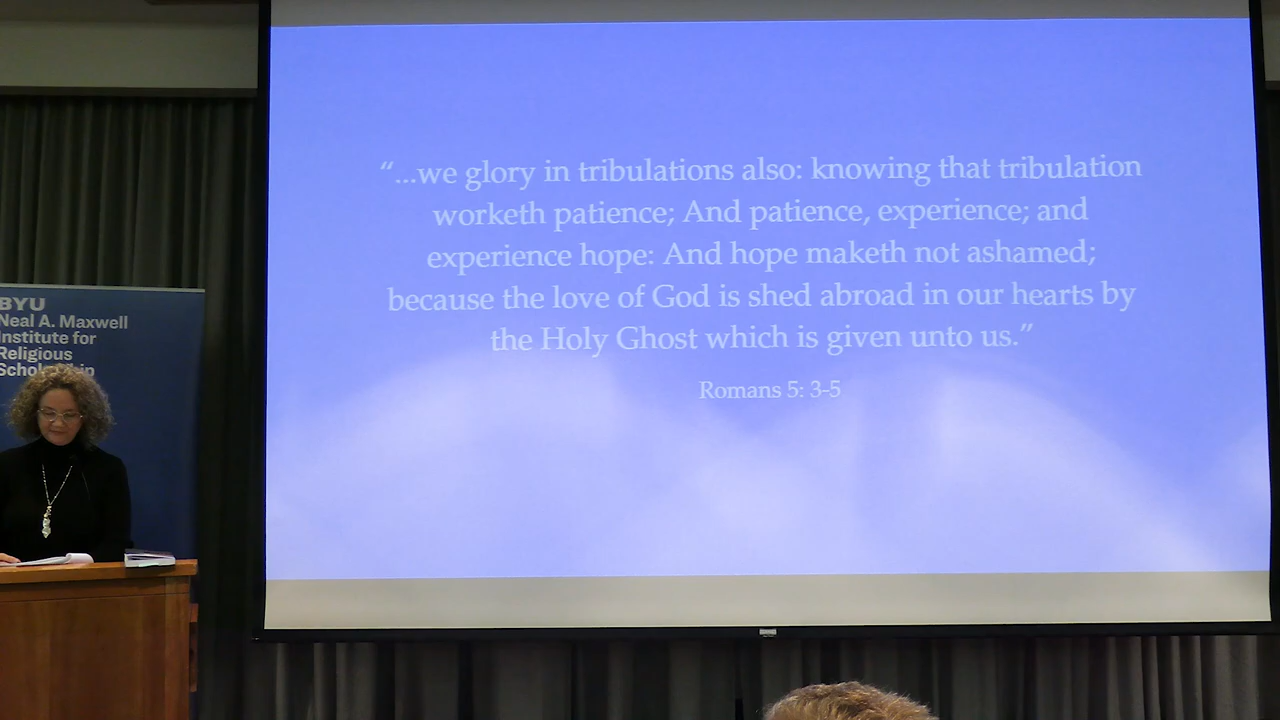 “...we glory in tribulations also: knowing that tribulation
worketh patience; And patience, experience; and
experience hope: And hope maketh not ashamed;
because the love of God is shed abroad in our hearts by
the Holy Ghost which is given unto us.”
Romans 5: 3-5
BYU
Neal A. Maxwell
Institute for
Religious
Scholarship